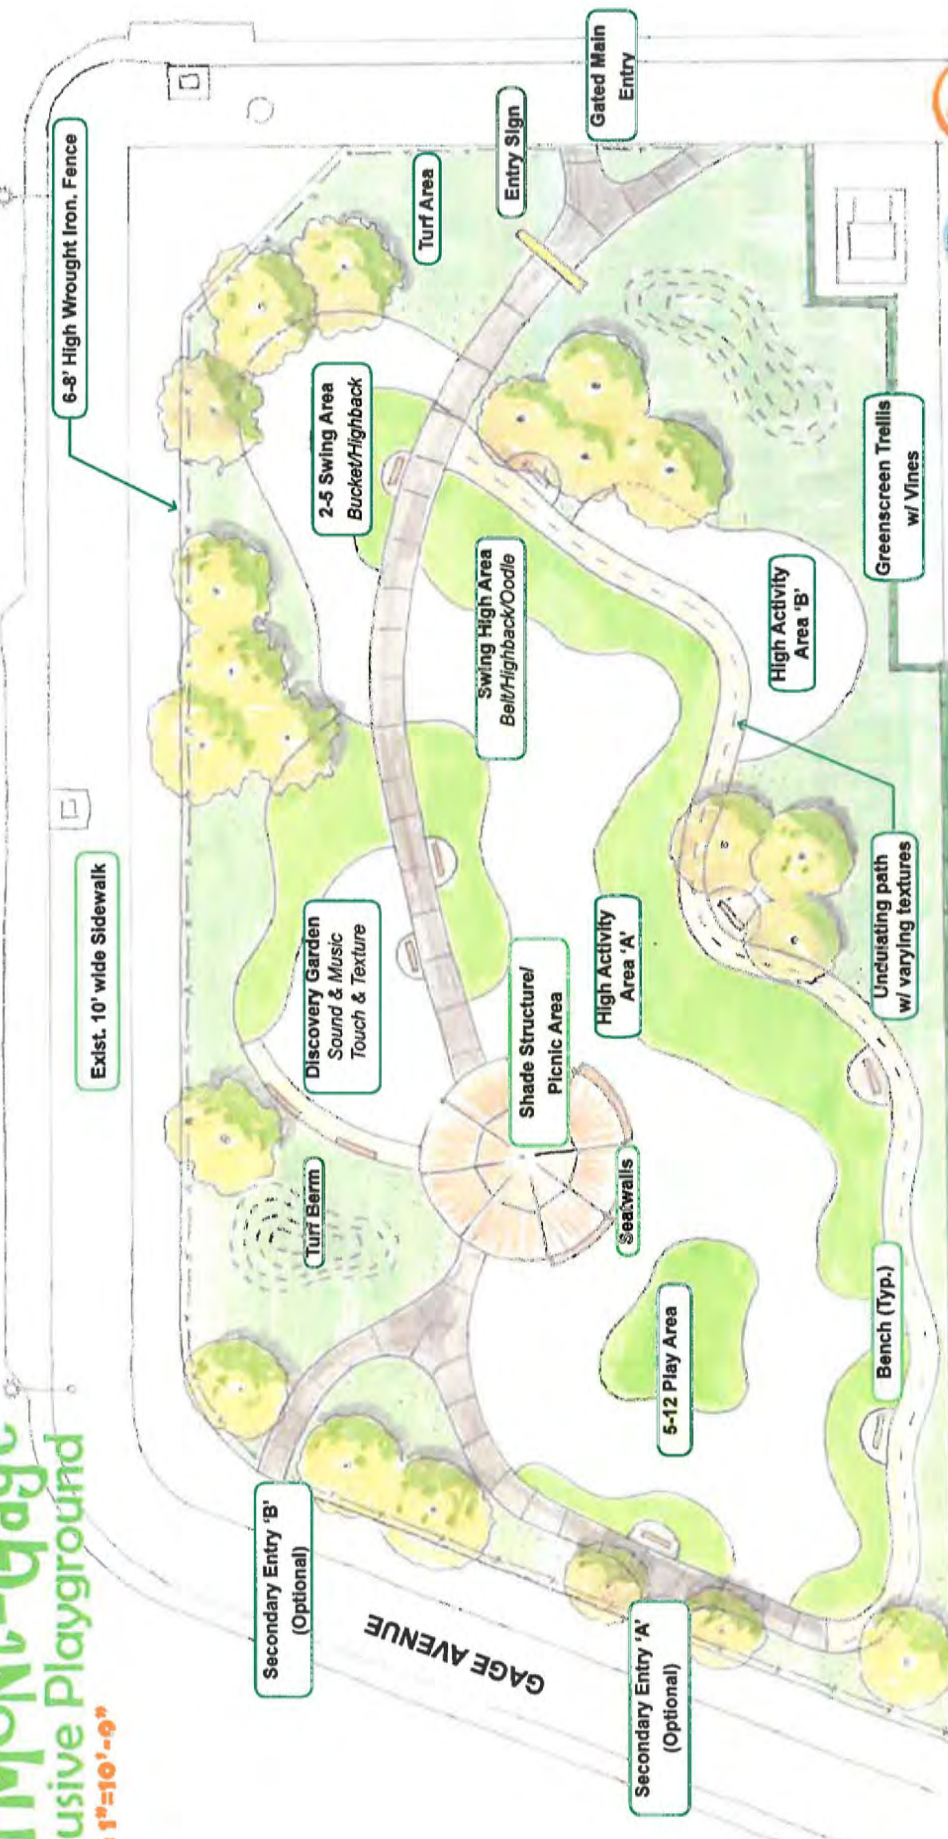 usive Playground
1"=10'-0"
6-8' High Wrought Iron. Fence
Exist. 10' wide Sidewalk
Gated Main
Entry
Entry Sign
Turf Area
2-5 Swing Area
Bucket/Highback
Swing High Area
Belt/Highback/Oodle
Discovery Garden
Sound & Music
Touch & Texture
Shade Structure/
Picnic Area
High Activity
Area 'A'
High Activity
Area 'B'
Greenscreen Trellis
w/ Vines
Undulating path
w/ varying textures
Turf Berm
Seatwalls
5-12 Play Area
Bench (Typ.)
Secondary Entry 'B'
(Optional)
Secondary Entry 'A'
(Optional)
GAGE AVENUE